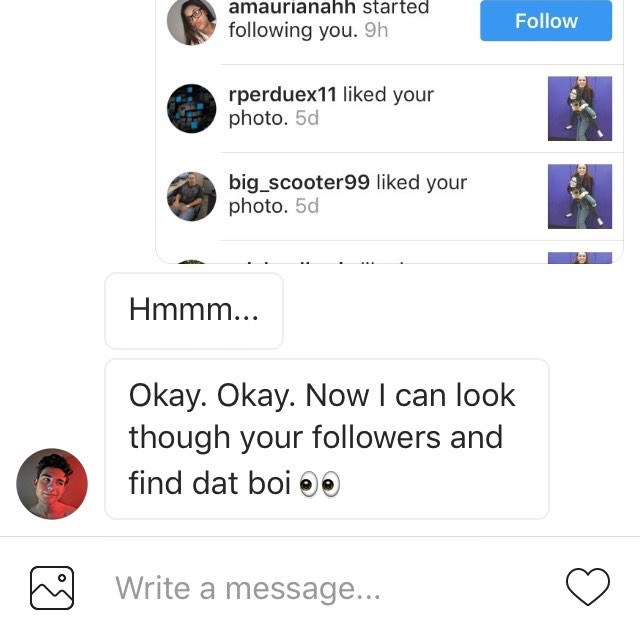 amaurianahh started
following you. 9h
Follow
rperduex11 liked your
photo. 5d
big_scooter99 liked your
photo. 5d
Hmmm...
Okay. Okay. Now I can look
though your followers and
find dat boi 👀
Write a message...